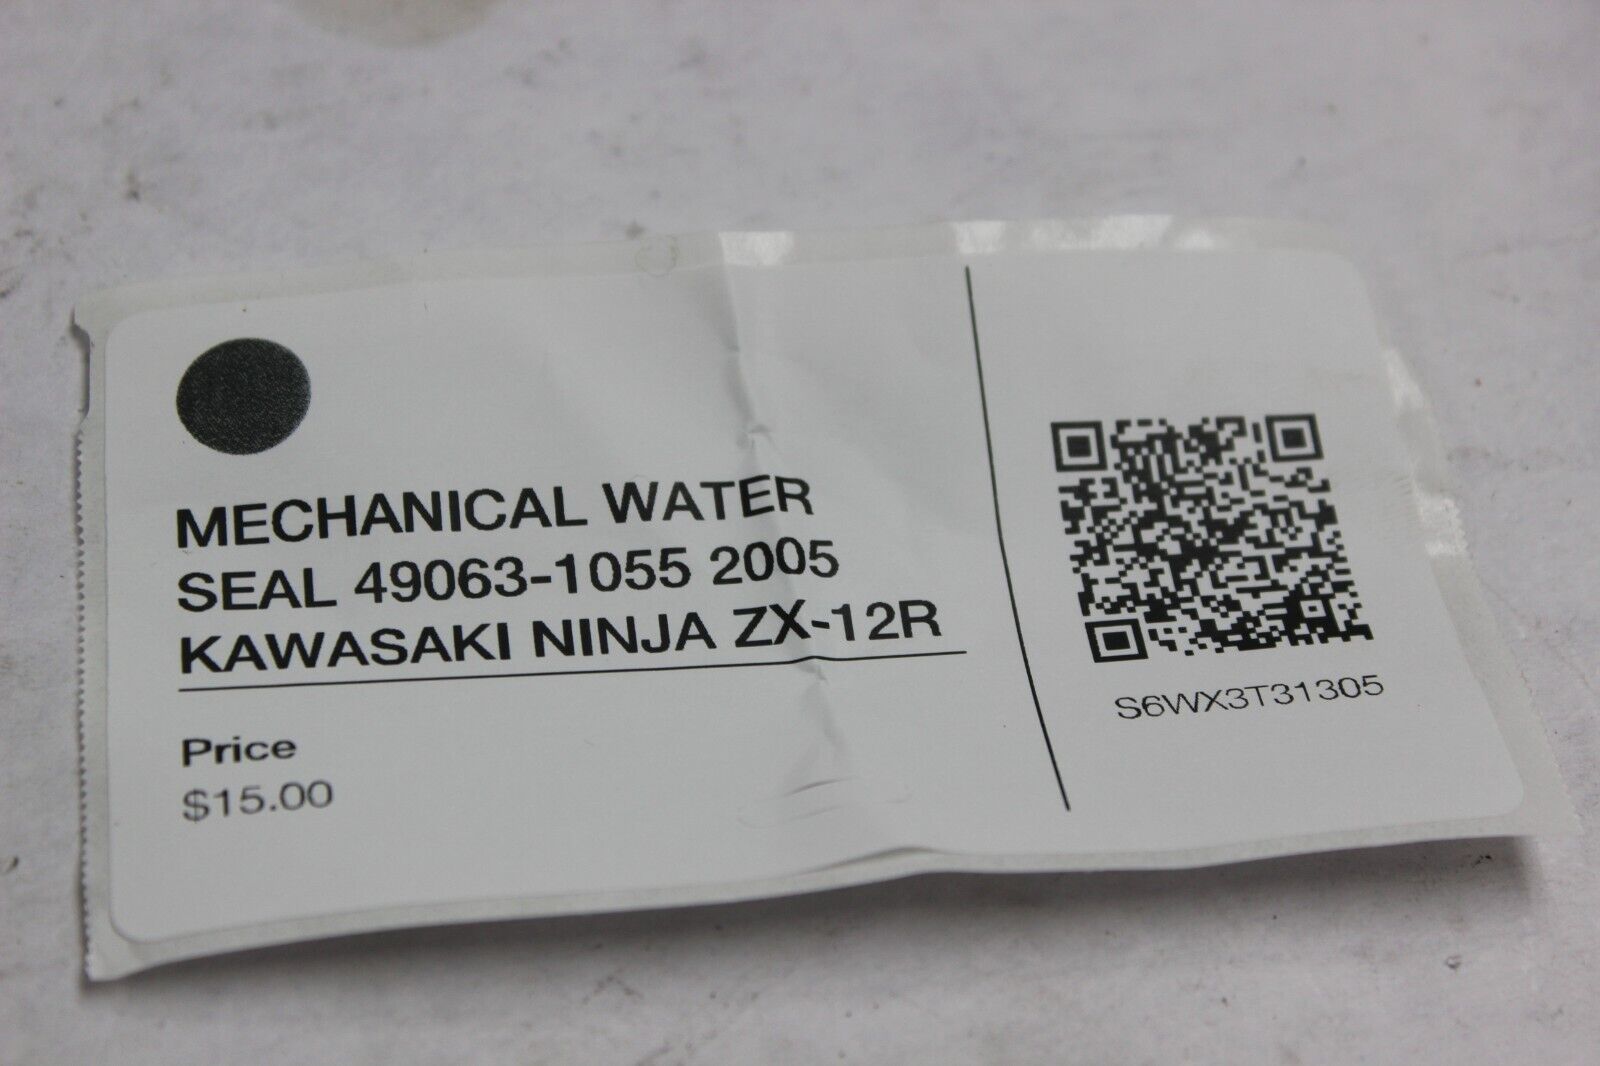 MECHANICAL WATER
SEAL 49063-1055 2005
KAWASAKI NINJA ZX-12R
Price
$15.00
S6WX3T31305